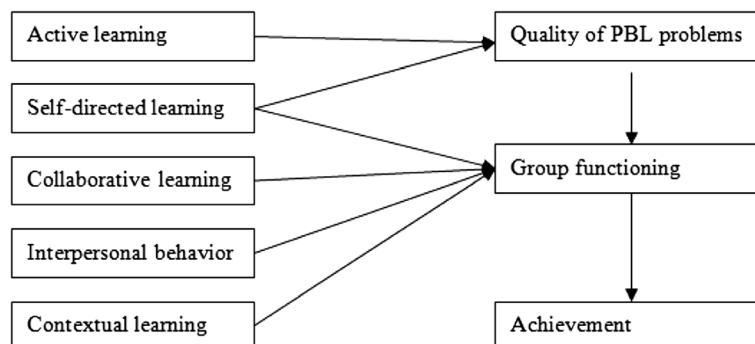 Active learning
Quality of PBL problems
Self-directed learning
Collaborative learning
Group functioning
Interpersonal behavior
Contextual learning
Achievement